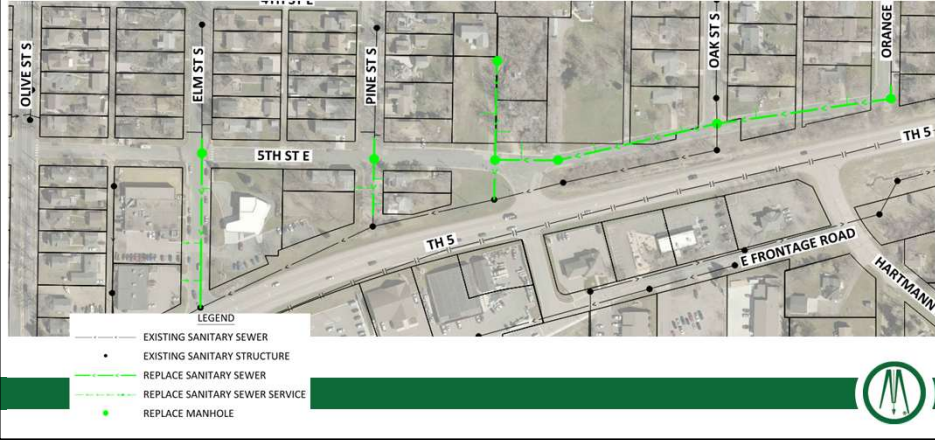 4TH ST E
OLIVE ST S
ELM ST S
PINE ST S
OAK ST S
ORANGE
5TH ST E
TH 5
TH 5
E FRONTAGE ROAD
HARTMANN
LEGEND
EXISTING SANITARY SEWER
EXISTING SANITARY STRUCTURE
REPLACE SANITARY SEWER
REPLACE SANITARY SEWER SERVICE
REPLACE MANHOLE